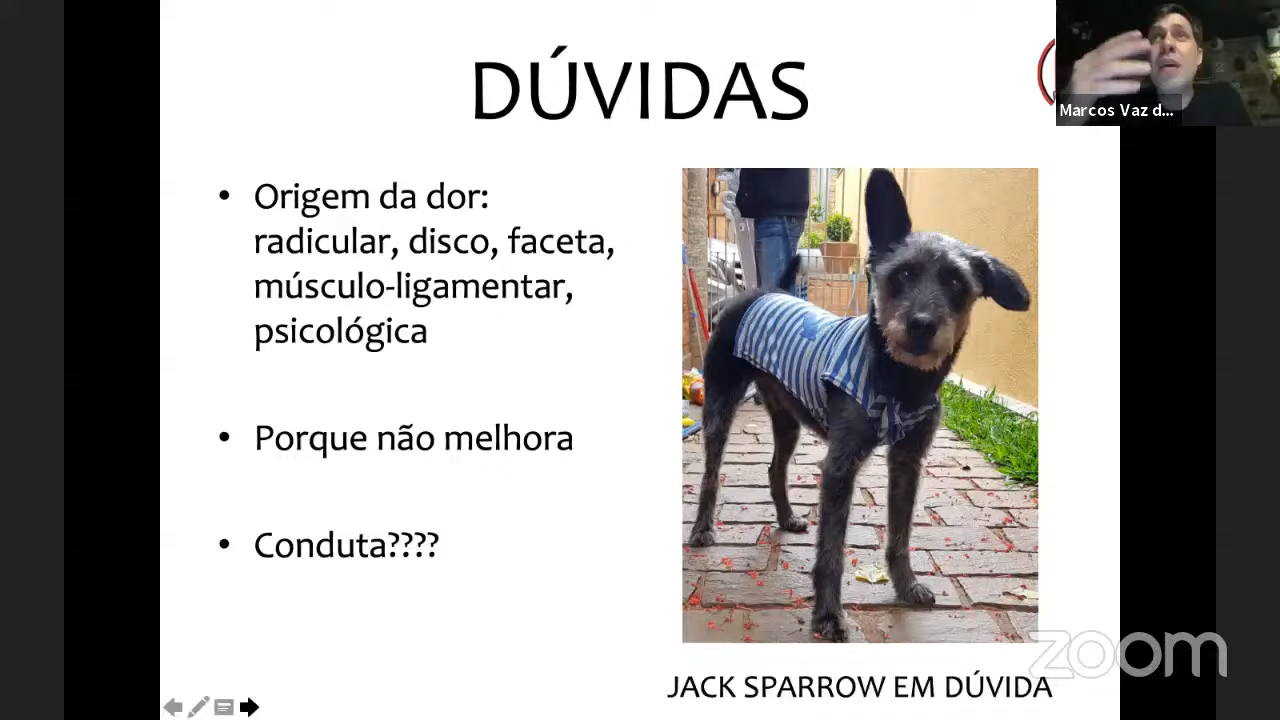 DÚVIDAS
Marcos Vaz d...
• Origem da dor:
radicular, disco, faceta,
músculo-ligamentar,
psicológica
• Porque não melhora
• Conduta????
JACK SPARROW EM DÚVIDA
zoom